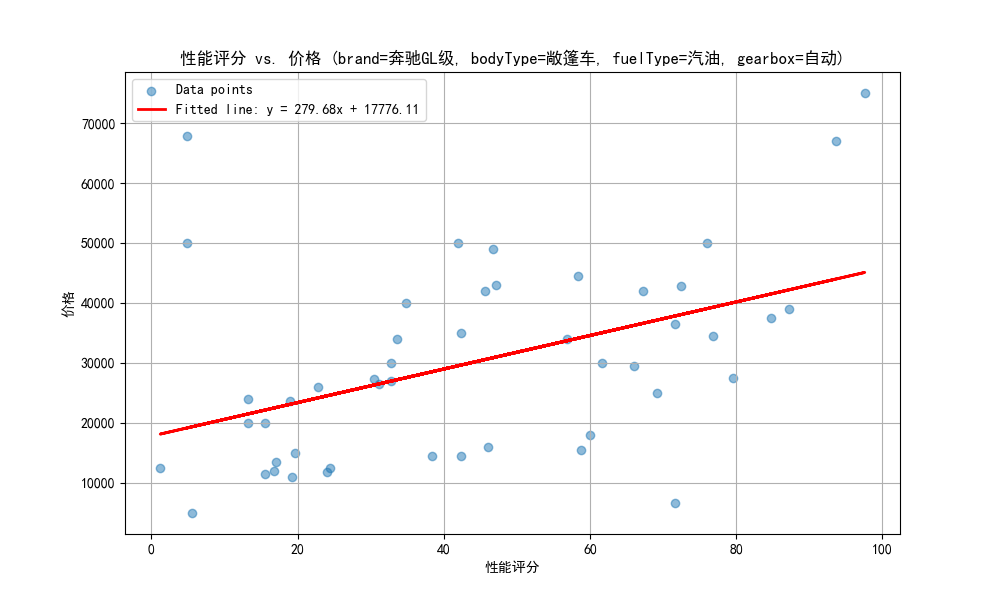 性能评分 vs. 价格 (brand=奔驰GL级, bodyType=敞篷车, fuelType=汽油, gearbox=自动)
Data points
Fitted line: y = 279.68x + 17776.11
70000
60000
50000
40000
30000
20000
10000
价格
0 20 40 60 80 100
性能评分